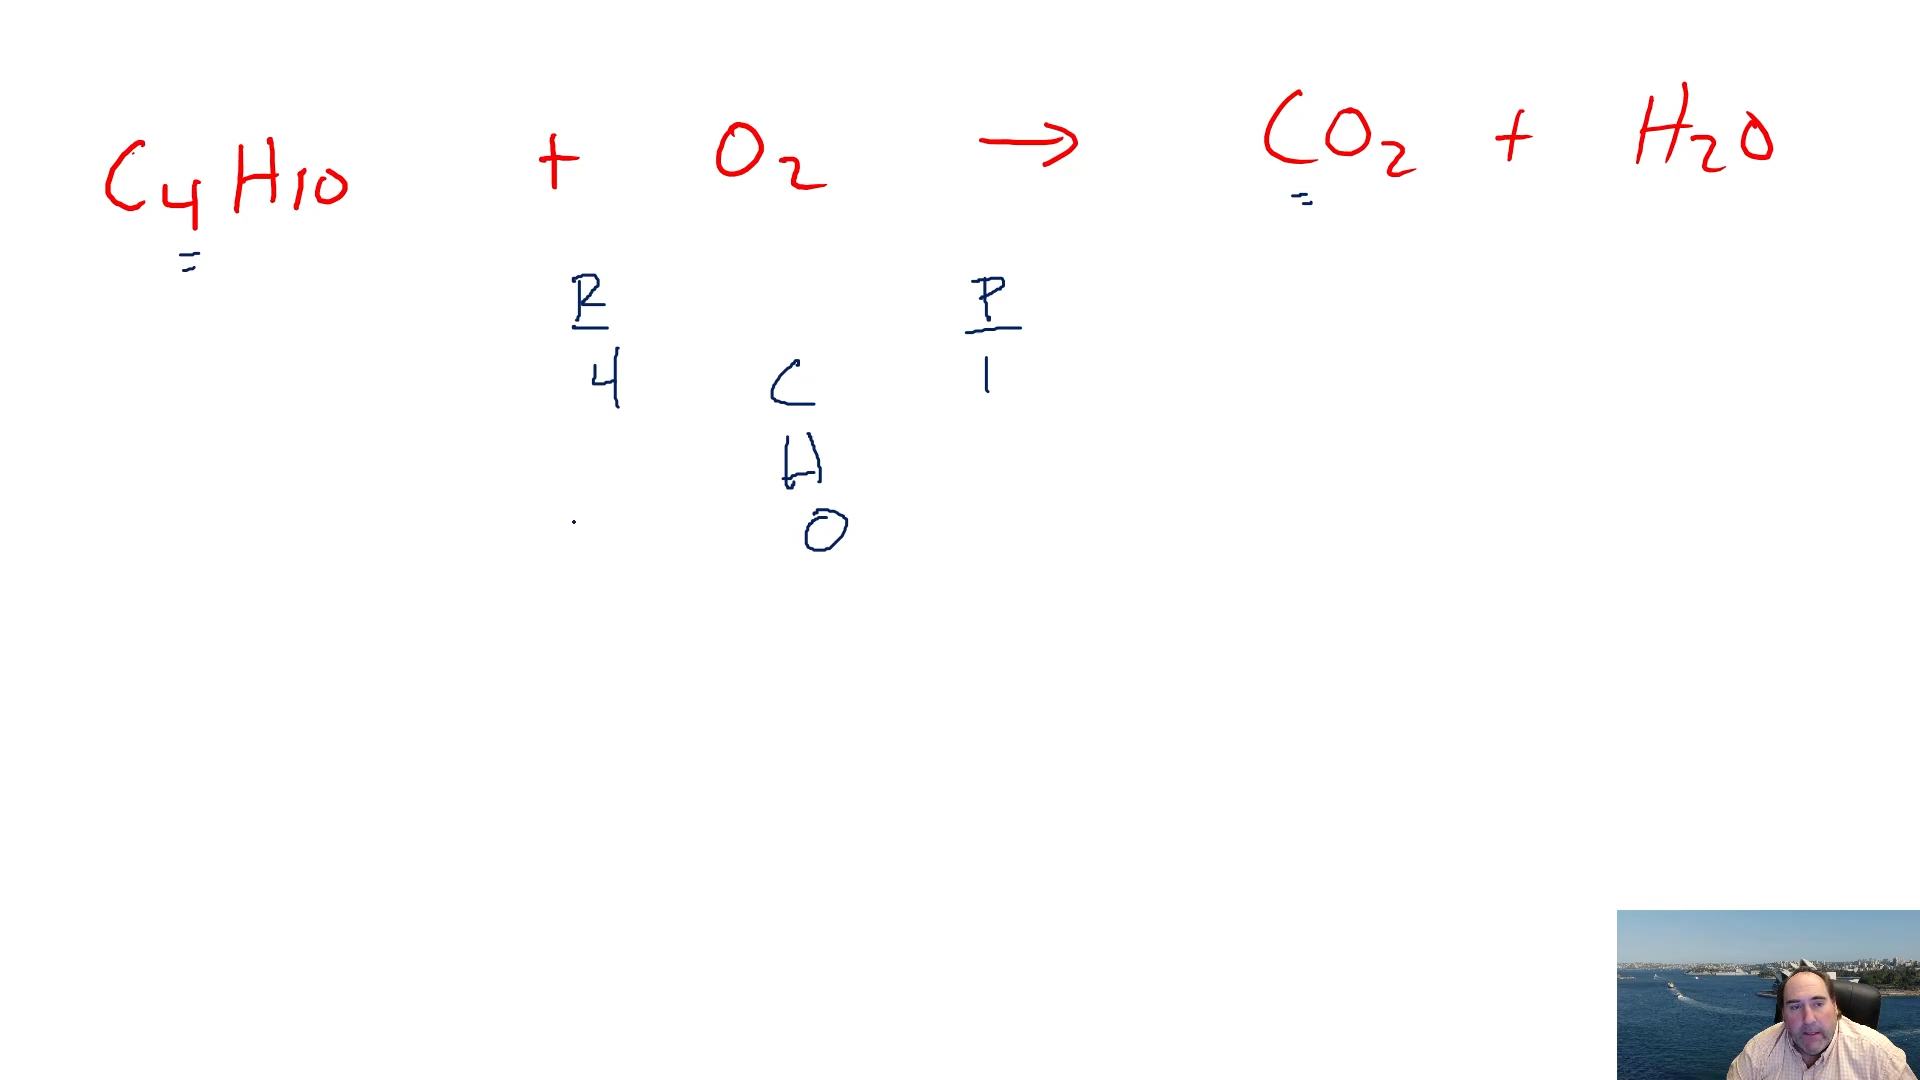 C₄H₁₀ + O₂ → CO₂ + H₂O
R P
4 C 1
H
O